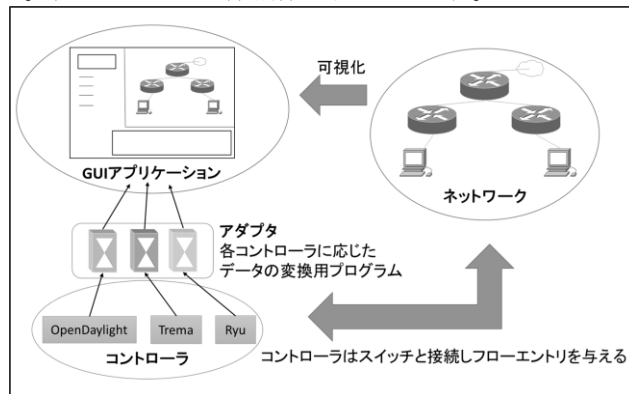 可視化
GUIアプリケーション
ネットワーク
アダプタ
各コントローラに応じた
データの変換用プログラム
OpenDaylight
Trema
Ryu
コントローラ
コントローラはスイッチと接続しフローエントリを与える